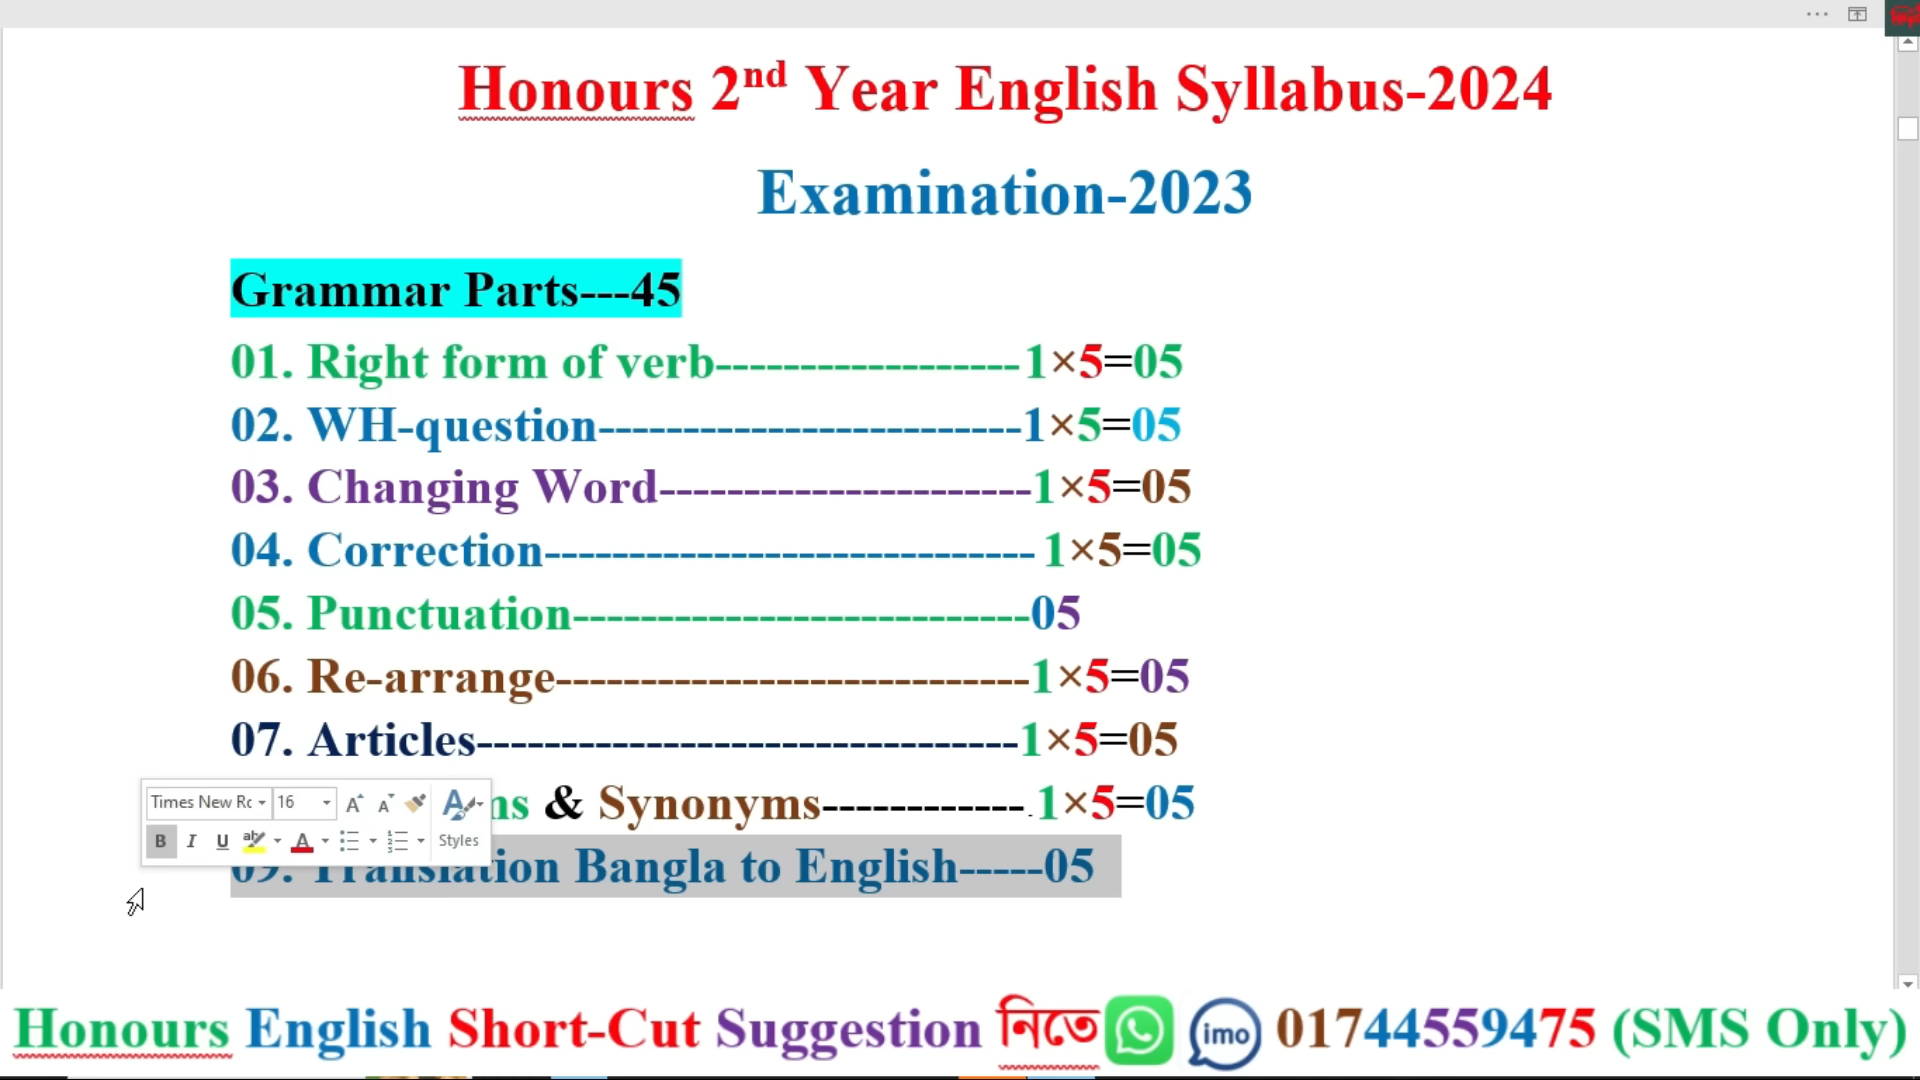 Honours 2nd Year English Syllabus-2024
Examination-2023
Grammar Parts---45
01. Right form of verb------------------1×5=05
02. WH-question-------------------------1×5=05
03. Changing Word----------------------1×5=05
04. Correction----------------------------- 1×5=05
05. Punctuation---------------------------05
06. Re-arrange----------------------------1×5=05
07. Articles--------------------------------1×5=05
& Synonyms------------ 1×5=05
Times New Rc 16
B I U Styles
09. Translation Bangla to English-----05
Honours English Short-Cut Suggestion নিতে imo 01744559475 (SMS Only)